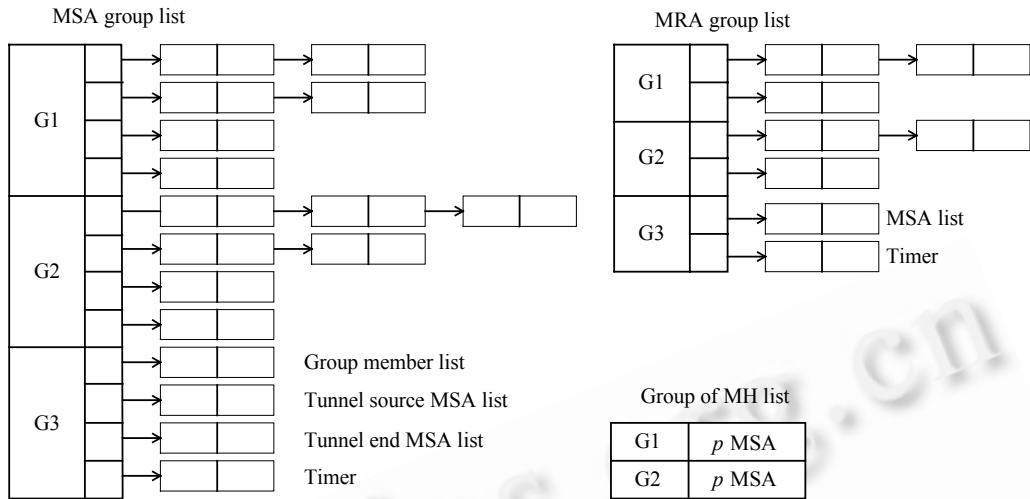 MSA group list
G1
G2
G3
Group member list
Tunnel source MSA list
Tunnel end MSA list
Timer
MRA group list
G1
G2
G3
MSA list
Timer
Group of MH list
G1 p MSA
G2 p MSA